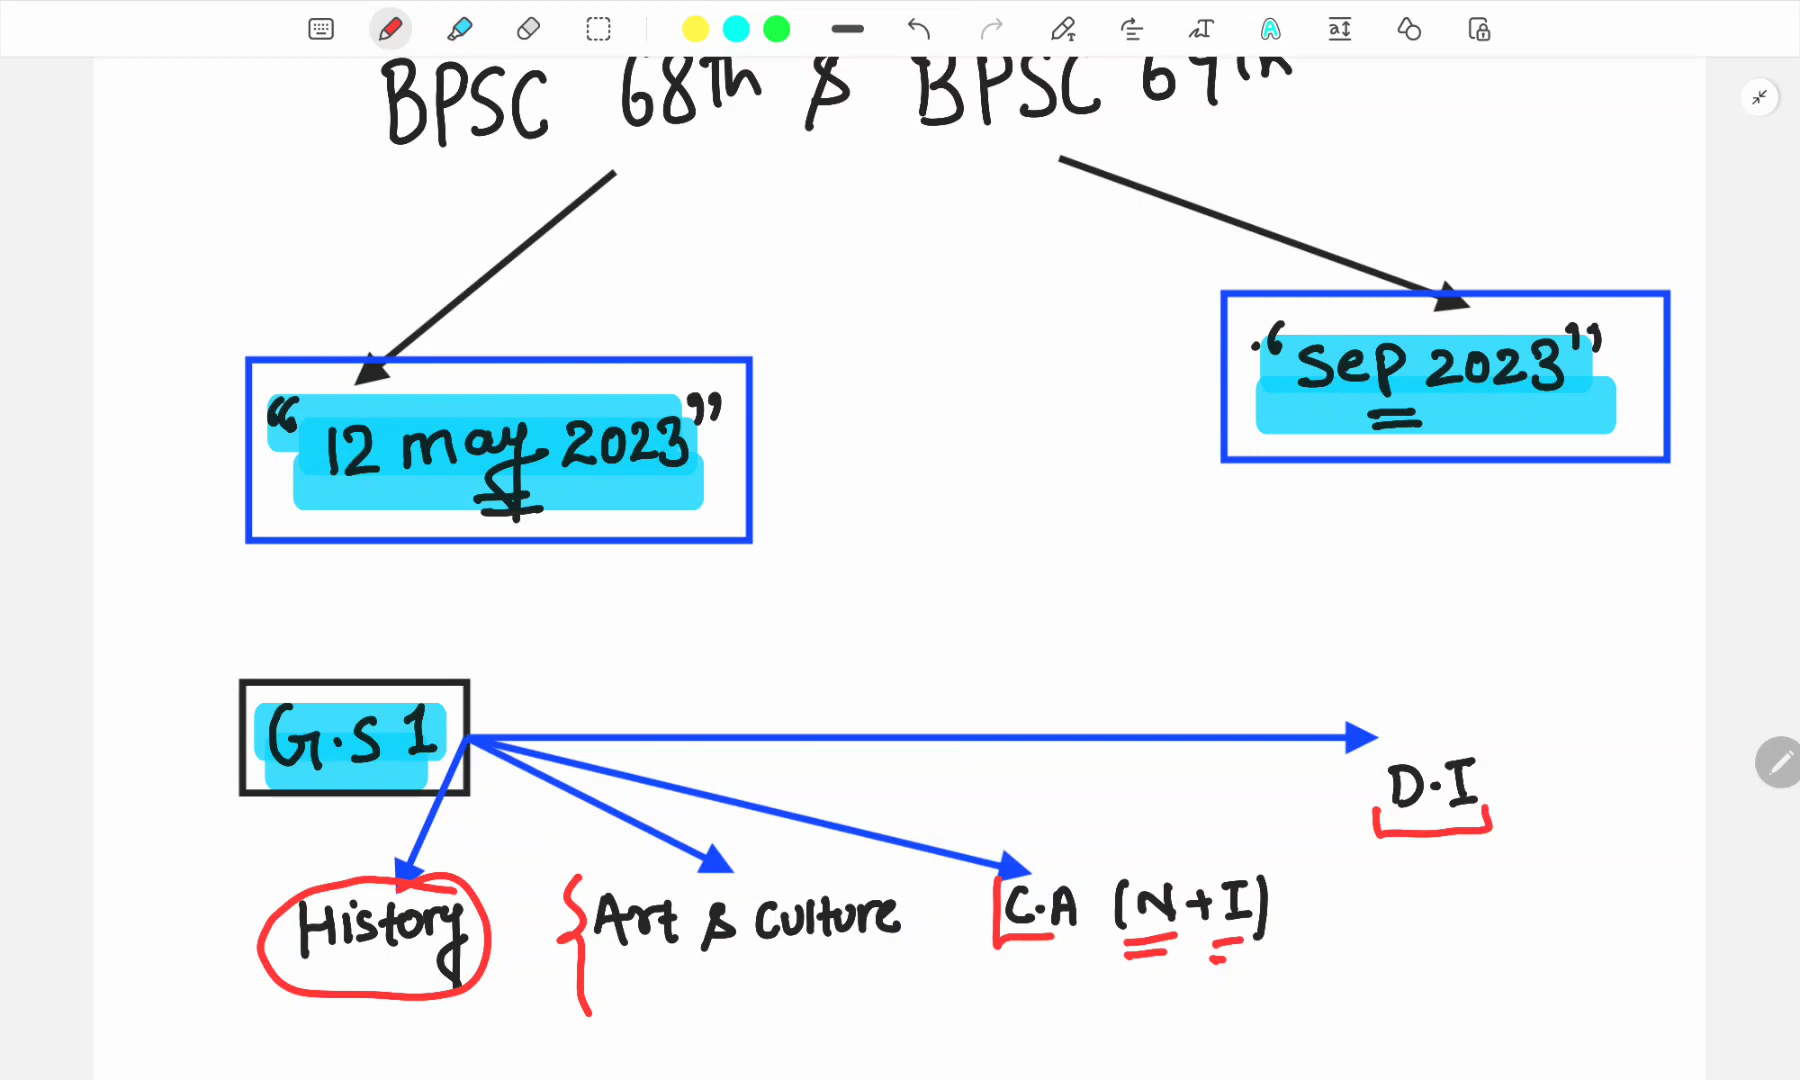 BPSC 68th & BPSC 69th
"12 may 2023"
"Sep 2023"
G.S 1
D.I
History
Art & Culture
C.A (N+I)